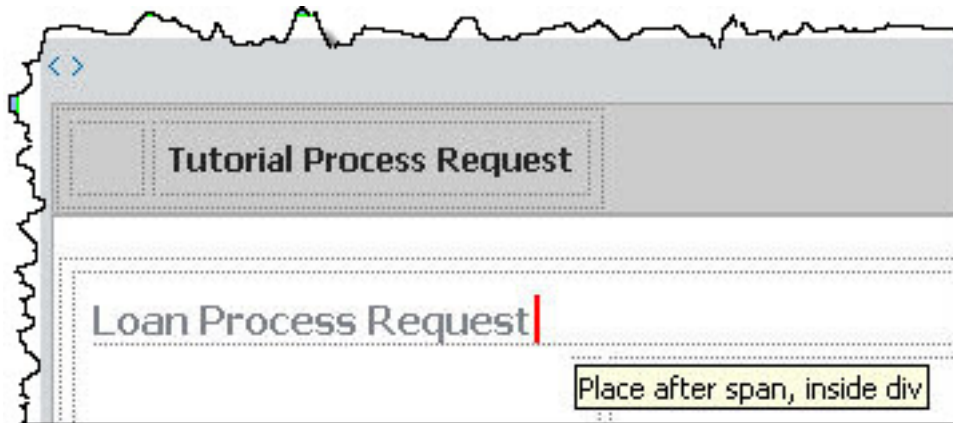 < >
Tutorial Process Request
Loan Process Request
Place after span, inside div